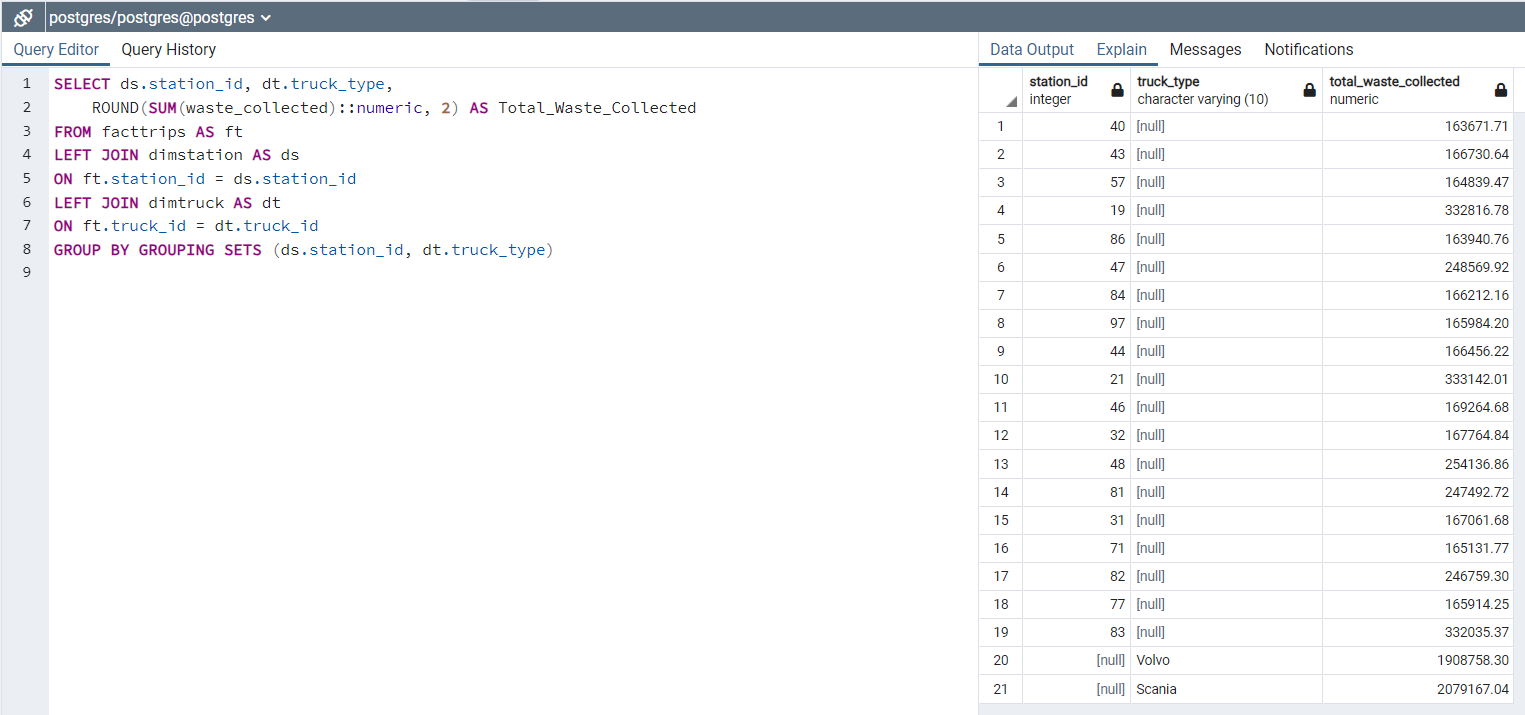 postgres/postgres@postgres
Query Editor Query History
1 SELECT ds.station_id, dt.truck_type,
2 ROUND(SUM(waste_collected)::numeric, 2) AS Total_Waste_Collected
3 FROM facttrips AS ft
4 LEFT JOIN dimstation AS ds
5 ON ft.station_id = ds.station_id
6 LEFT JOIN dimtruck AS dt
7 ON ft.truck_id = dt.truck_id
8 GROUP BY GROUPING SETS (ds.station_id, dt.truck_type)
9
Data Output Explain Messages Notifications
station_id truck_type total_waste_collected
integer character varying (10) numeric
1 40 [null] 163671.71
2 43 [null] 166730.64
3 57 [null] 164839.47
4 19 [null] 332816.78
5 86 [null] 163940.76
6 47 [null] 248569.92
7 84 [null] 166212.16
8 97 [null] 165984.20
9 44 [null] 166456.22
10 21 [null] 333142.01
11 46 [null] 169264.68
12 32 [null] 167764.84
13 48 [null] 254136.86
14 81 [null] 247492.72
15 31 [null] 167061.68
16 71 [null] 165131.77
17 82 [null] 246759.30
18 77 [null] 165914.25
19 83 [null] 332035.37
20 [null] Volvo 1908758.30
21 [null] Scania 2079167.04